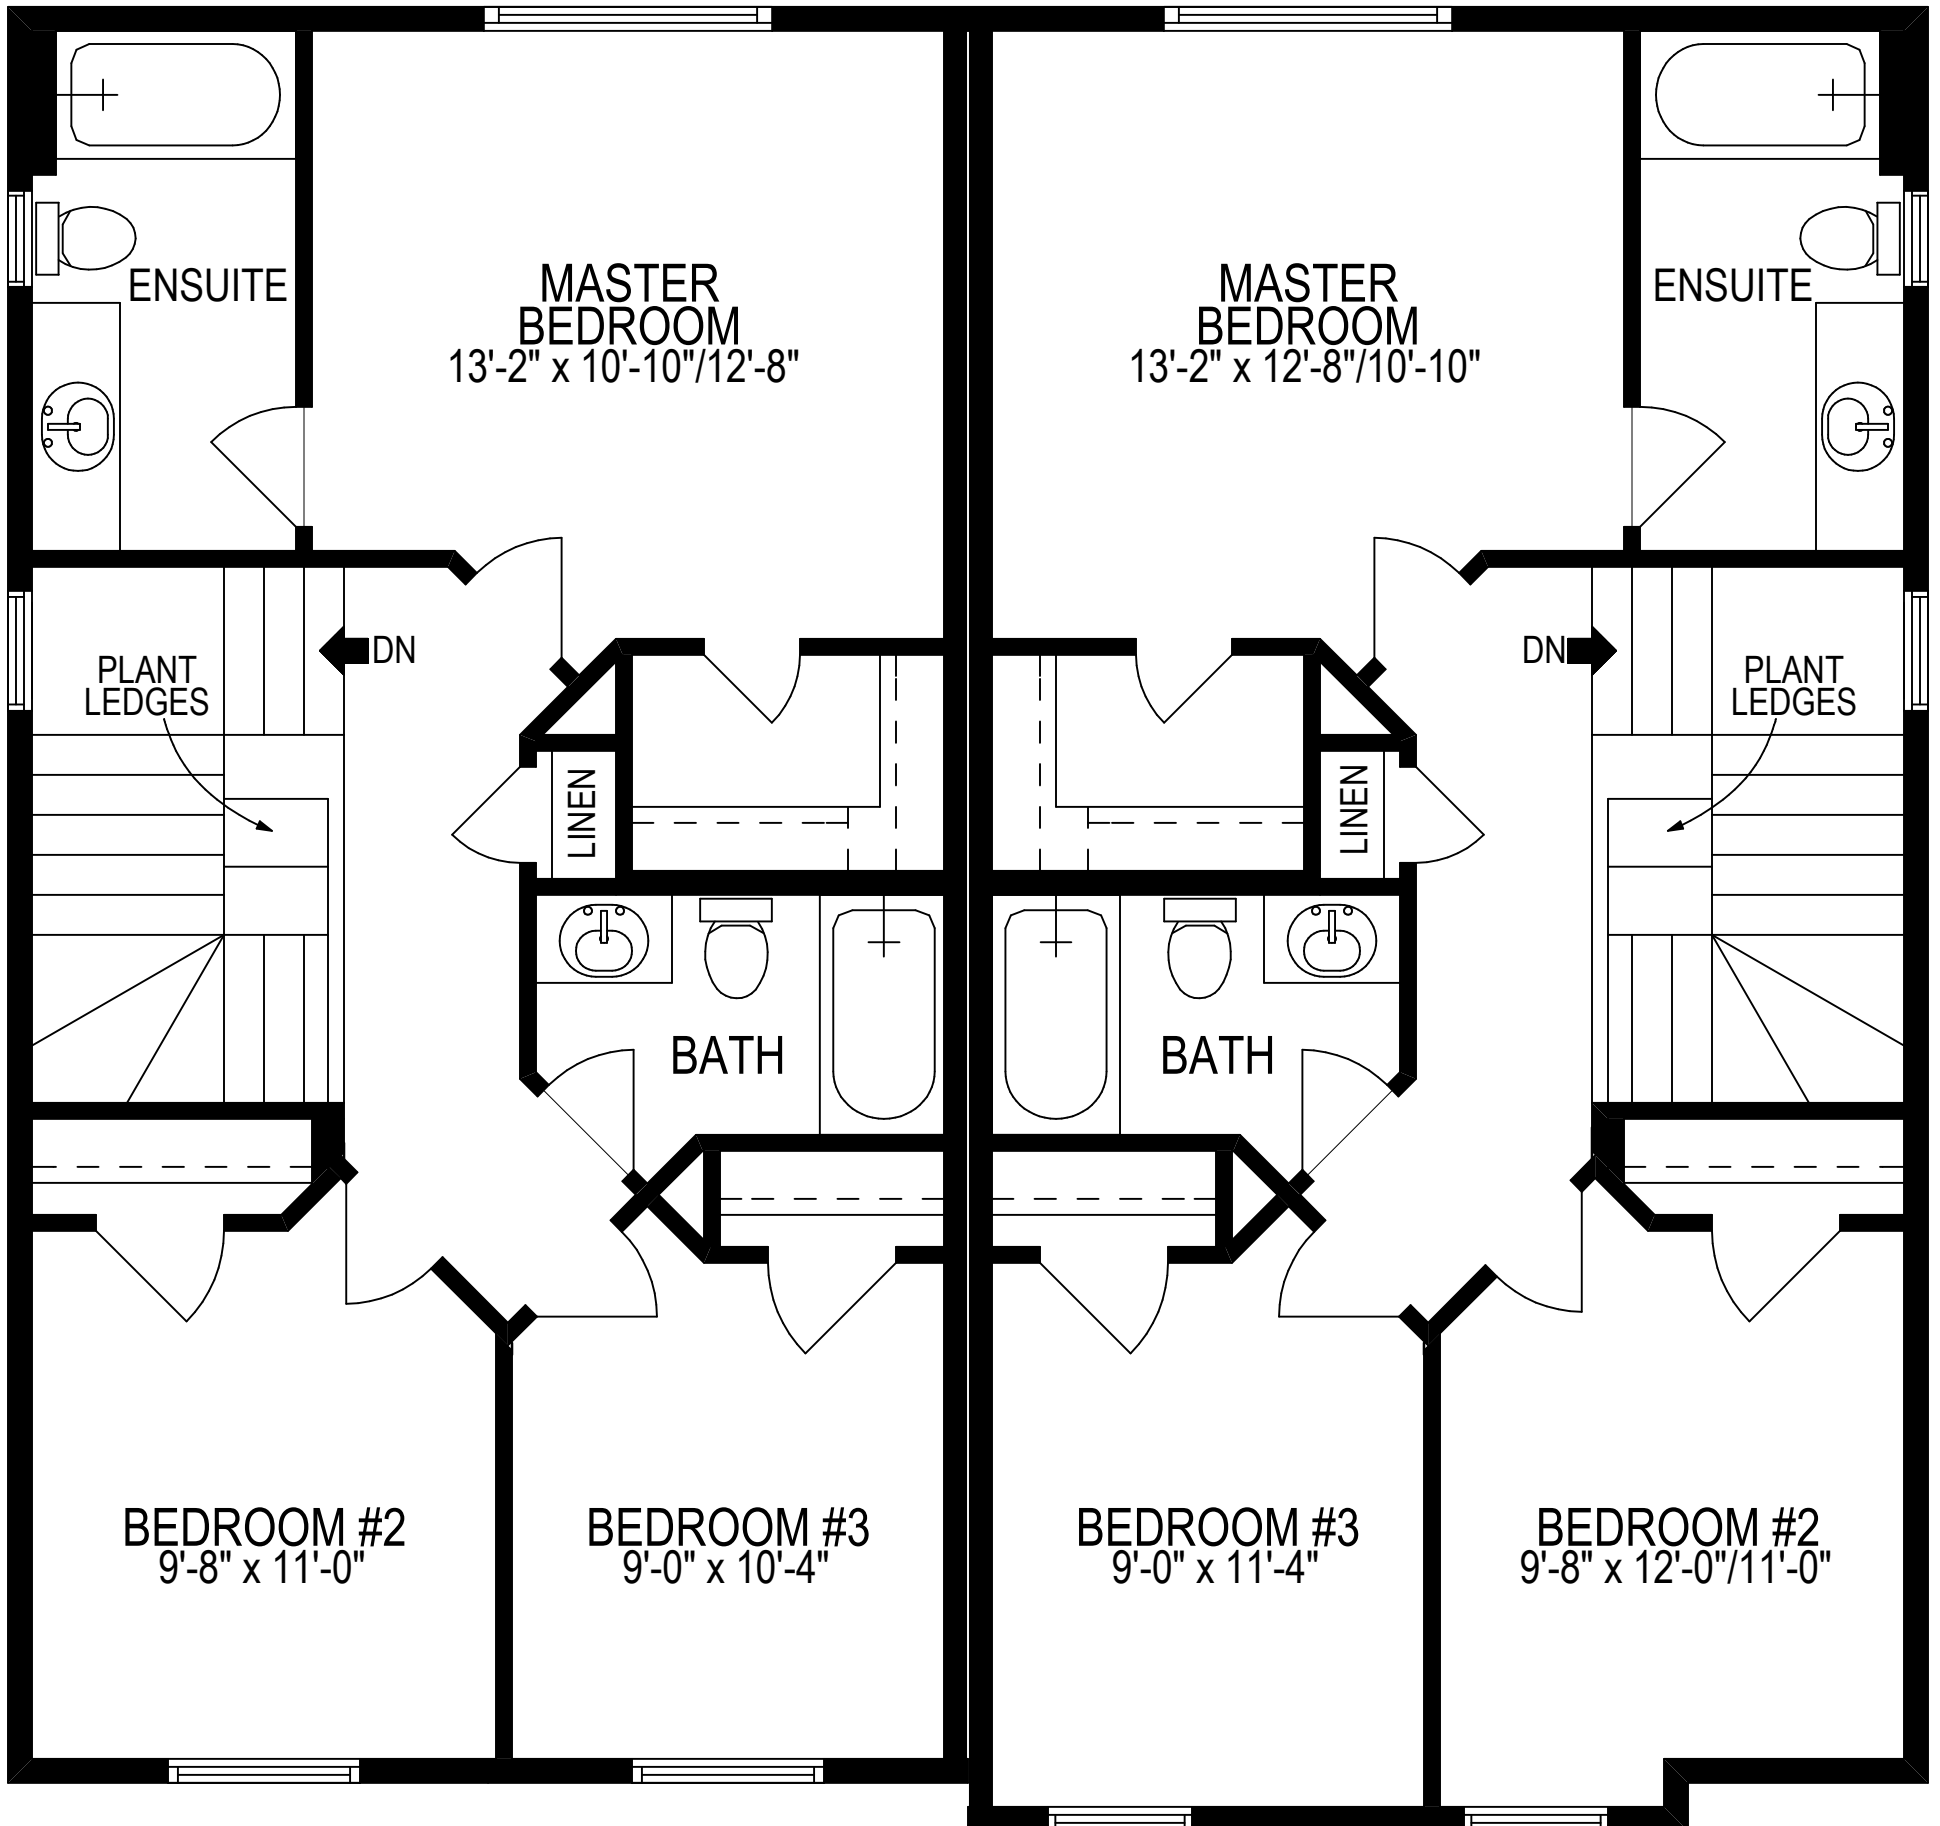 ENSUITE
MASTER
BEDROOM
13'-2" x 10'-10"/12'-8"
MASTER
BEDROOM
13'-2" x 12'-8"/10'-10"
ENSUITE
DN
PLANT
LEDGES
LINEN
DN
PLANT
LEDGES
LINEN
BATH
BATH
BEDROOM #2
9'-8" x 11'-0"
BEDROOM #3
9'-0" x 10'-4"
BEDROOM #3
9'-0" x 11'-4"
BEDROOM #2
9'-8" x 12'-0"/11'-0"